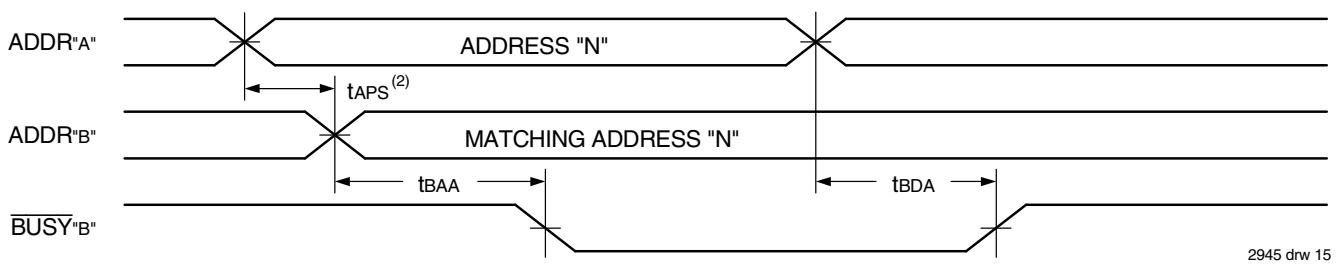 ADDR"A"
ADDRESS "N"
tAPS(2)
ADDR"B"
MATCHING ADDRESS "N"
tBAA
tBDA
BUSY"B"
2945 drw 15